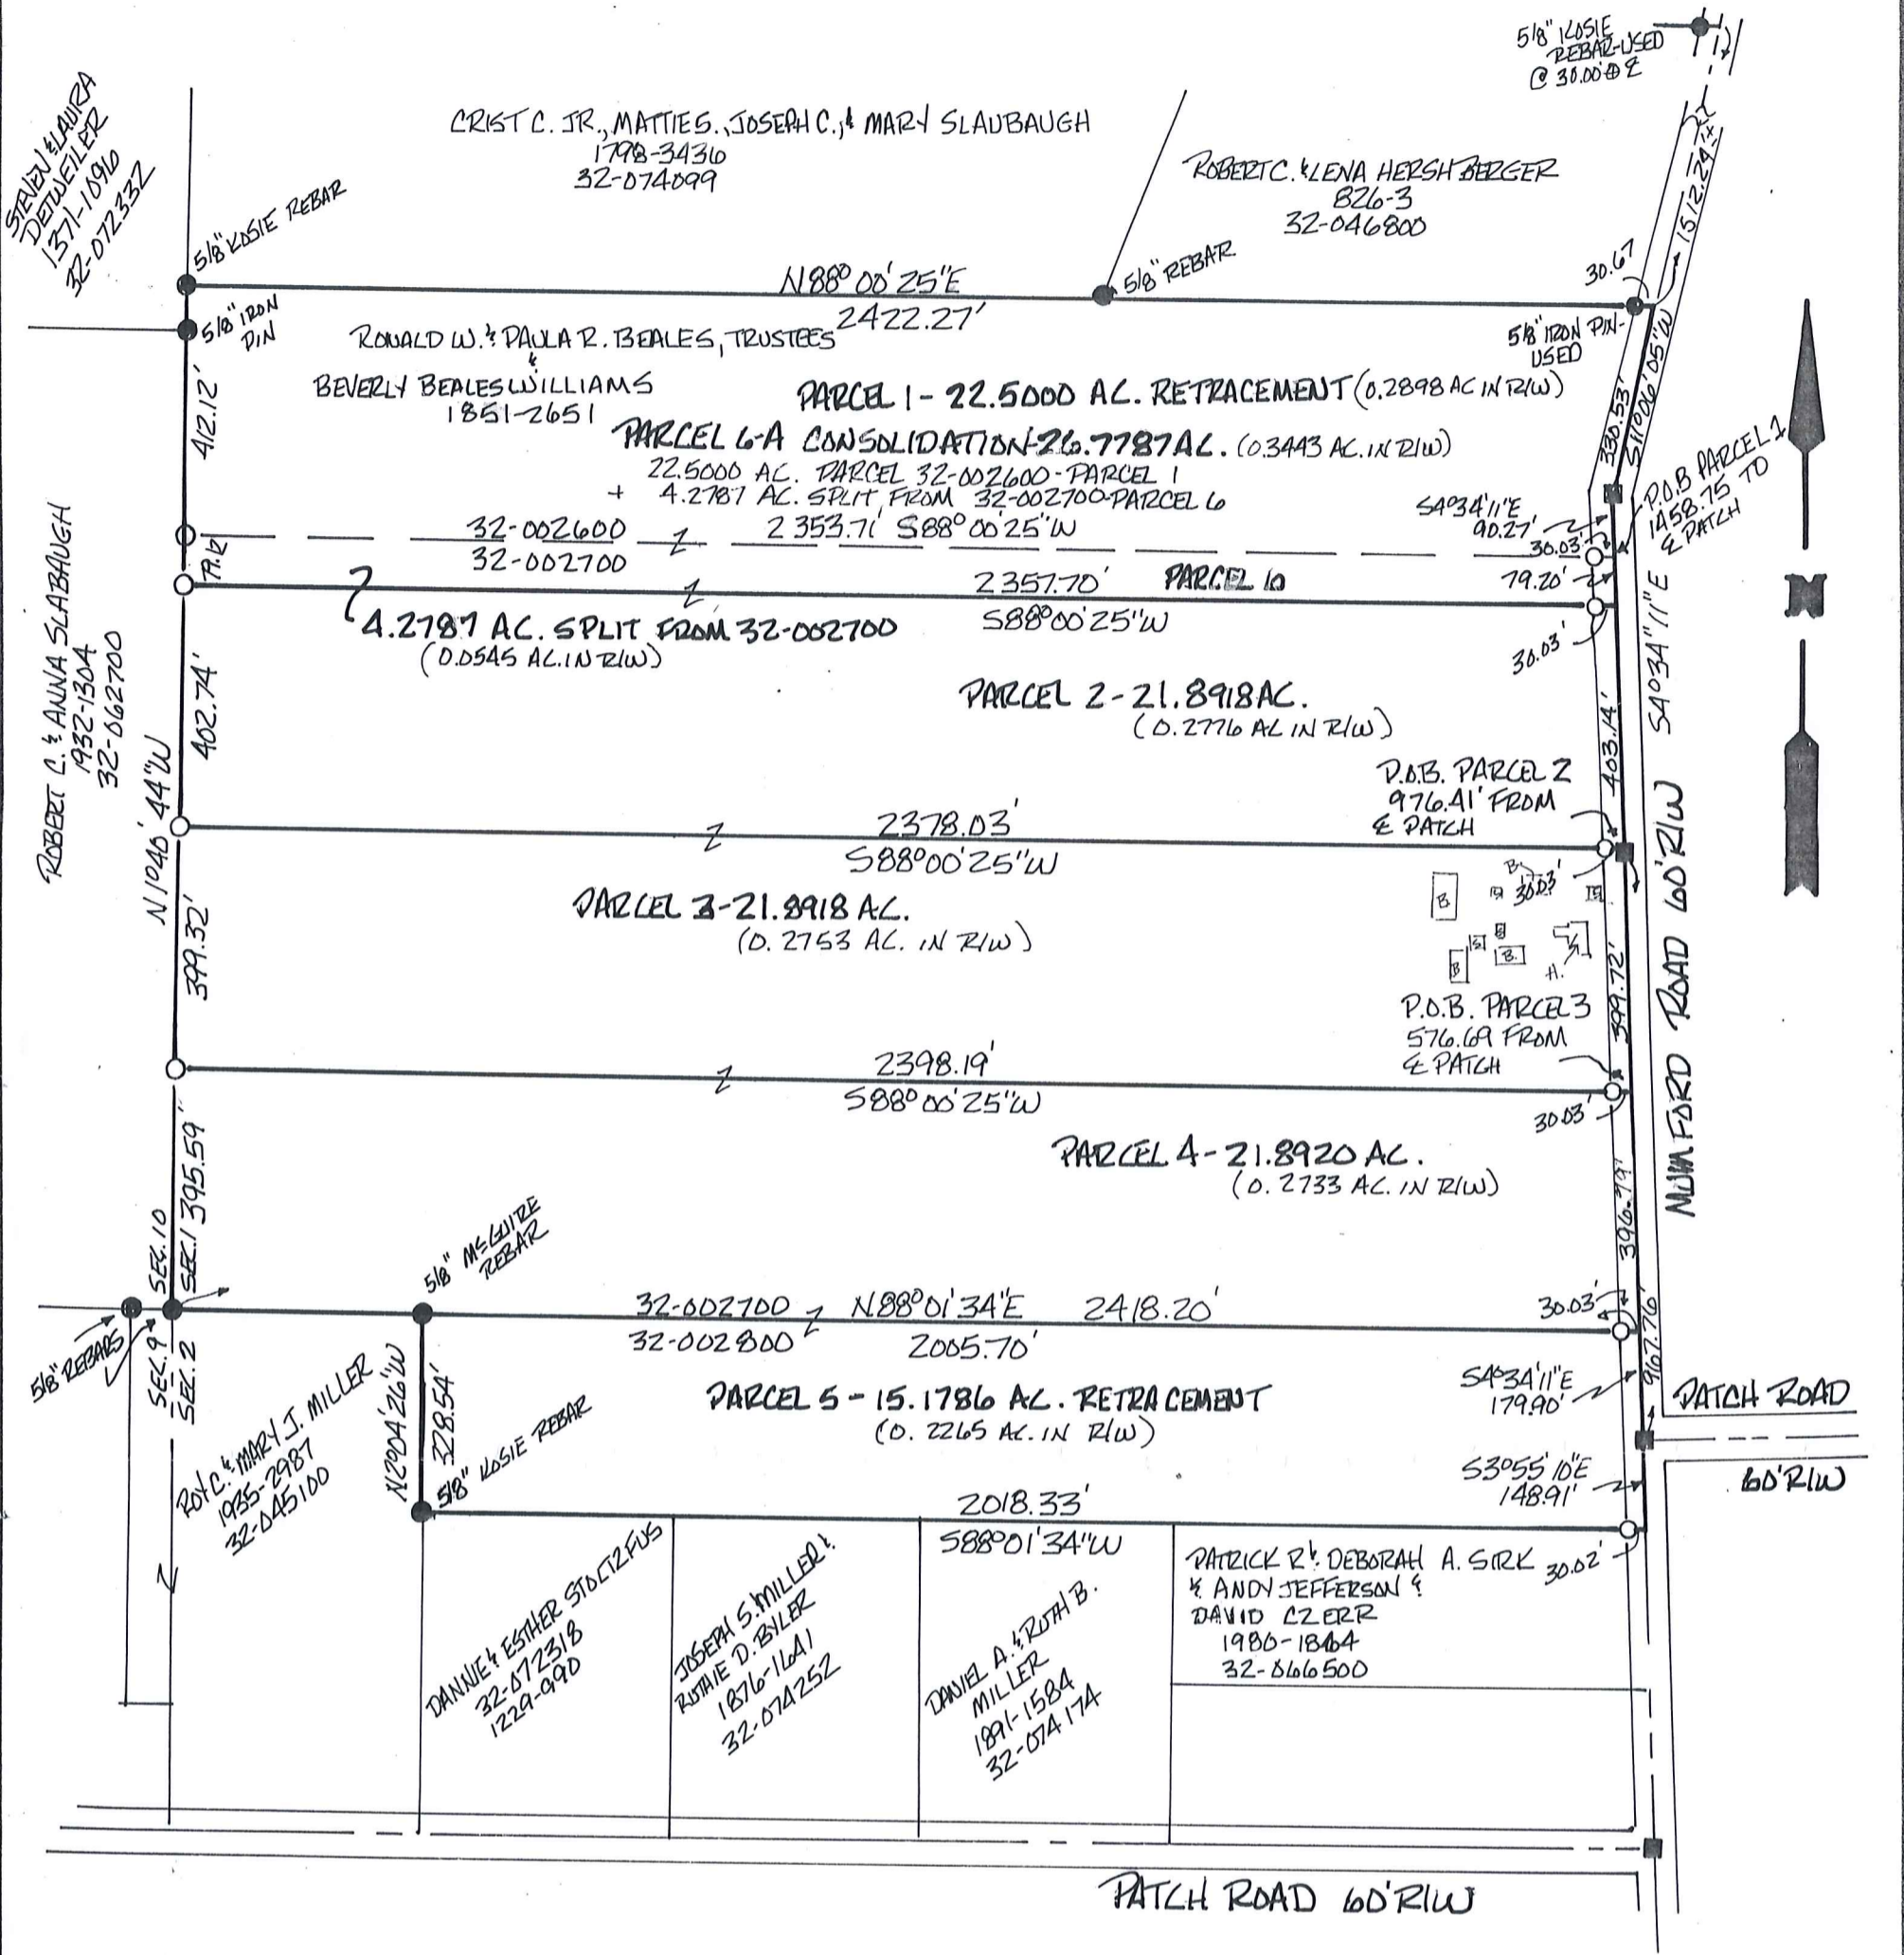 5/8" KOSIE
REBAR-USED
@ 30.00 ⊕ ℄
STEVEN & LAURA
DETWEILER
1371-1096
32-072332
CRIST C. JR., MATTIE S., JOSEPH C., & MARY SLAUBAUGH
1798-3436
32-074099
ROBERT C. & LENA HERSHBERGER
826-3
32-046800
5/8" KOSIE REBAR
5/8" REBAR
30.67
1512.24'±
N88° 00' 25"E
2422.27'
5/8" IRON
PIN
5/8" IRON PIN-
USED
RONALD W. & PAULA R. BEALES, TRUSTEES
&
BEVERLY BEALES WILLIAMS
1851-2651
PARCEL 1 - 22.5000 AC. RETRACEMENT (0.2898 AC IN R/W)
PARCEL 6-A CONSOLIDATION-26.7787 AC. (0.3443 AC. IN R/W)
22.5000 AC. PARCEL 32-002600-PARCEL 1
+ 4.2787 AC. SPLIT FROM 32-002700-PARCEL 6
412.12'
330.53'
P.O.B PARCEL 1
1458.75 TO
℄ PATCH
S4°34'11"E
90.27'
30.03'
32-002600
2353.71' S88°00'25"W
32-002700
79.20'
2357.70' PARCEL 6
S88°00'25"W
4.2787 AC. SPLIT FROM 32-002700
(0.0545 AC. IN R/W)
30.03'
S4°34'11"E
ROBERT C. & ANNA SLABAUGH
1932-1304
32-062700
402.74'
PARCEL 2-21.8918 AC.
(0.2776 AC IN R/W)
403.14'
P.O.B. PARCEL 2
976.41' FROM
℄ PATCH
N 1°46' 44"W
2378.03'
S88°00'25"W
B
30.03'
B.
B.
B
H.
PARCEL 3-21.8918 AC.
(0.2753 AC. IN R/W)
399.32'
399.72'
MUMFORD ROAD 60' R/W
P.O.B. PARCEL 3
576.69 FROM
℄ PATCH
2398.19'
S88°00'25"W
30.03'
PARCEL 4-21.8920 AC.
(0.2733 AC. IN R/W)
395.59'
396.79'
SEC. 10
SEC. 1
5/8" McGUIRE
REBAR
32-002700 N88°01'34"E 2418.20'
32-002800 2005.70'
30.03'
967.76'
5/8" REBARS
SEC. 9
SEC. 2
S4°34'11"E
179.90'
PATCH ROAD
60' R/W
ROY C. & MARY J. MILLER
1935-2987
32-045100
N2°04'26"W
328.54'
PARCEL 5 - 15.1786 AC. RETRACEMENT
(0.2265 AC. IN R/W)
5/8" KOSIE REBAR
S3°55'10"E
148.91'
2018.33'
S88°01'34"W
30.02'
DANNIE & ESTHER STOLTZFUS
32-072318
1229-990
JOSEPH S. MILLER &
RUTHIE D. BYLER
1876-1641
32-074252
DANIEL A. & RUTH B.
MILLER
1891-1584
32-074174
PATRICK R & DEBORAH A. SIRK
& ANDY JEFFERSON &
DAVID CZERR
1980-1844
32-066500
PATCH ROAD 60' R/W